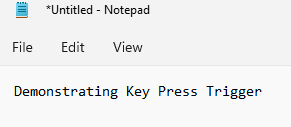 *Untitled - Notepad
File Edit View
Demonstrating Key Press Trigger